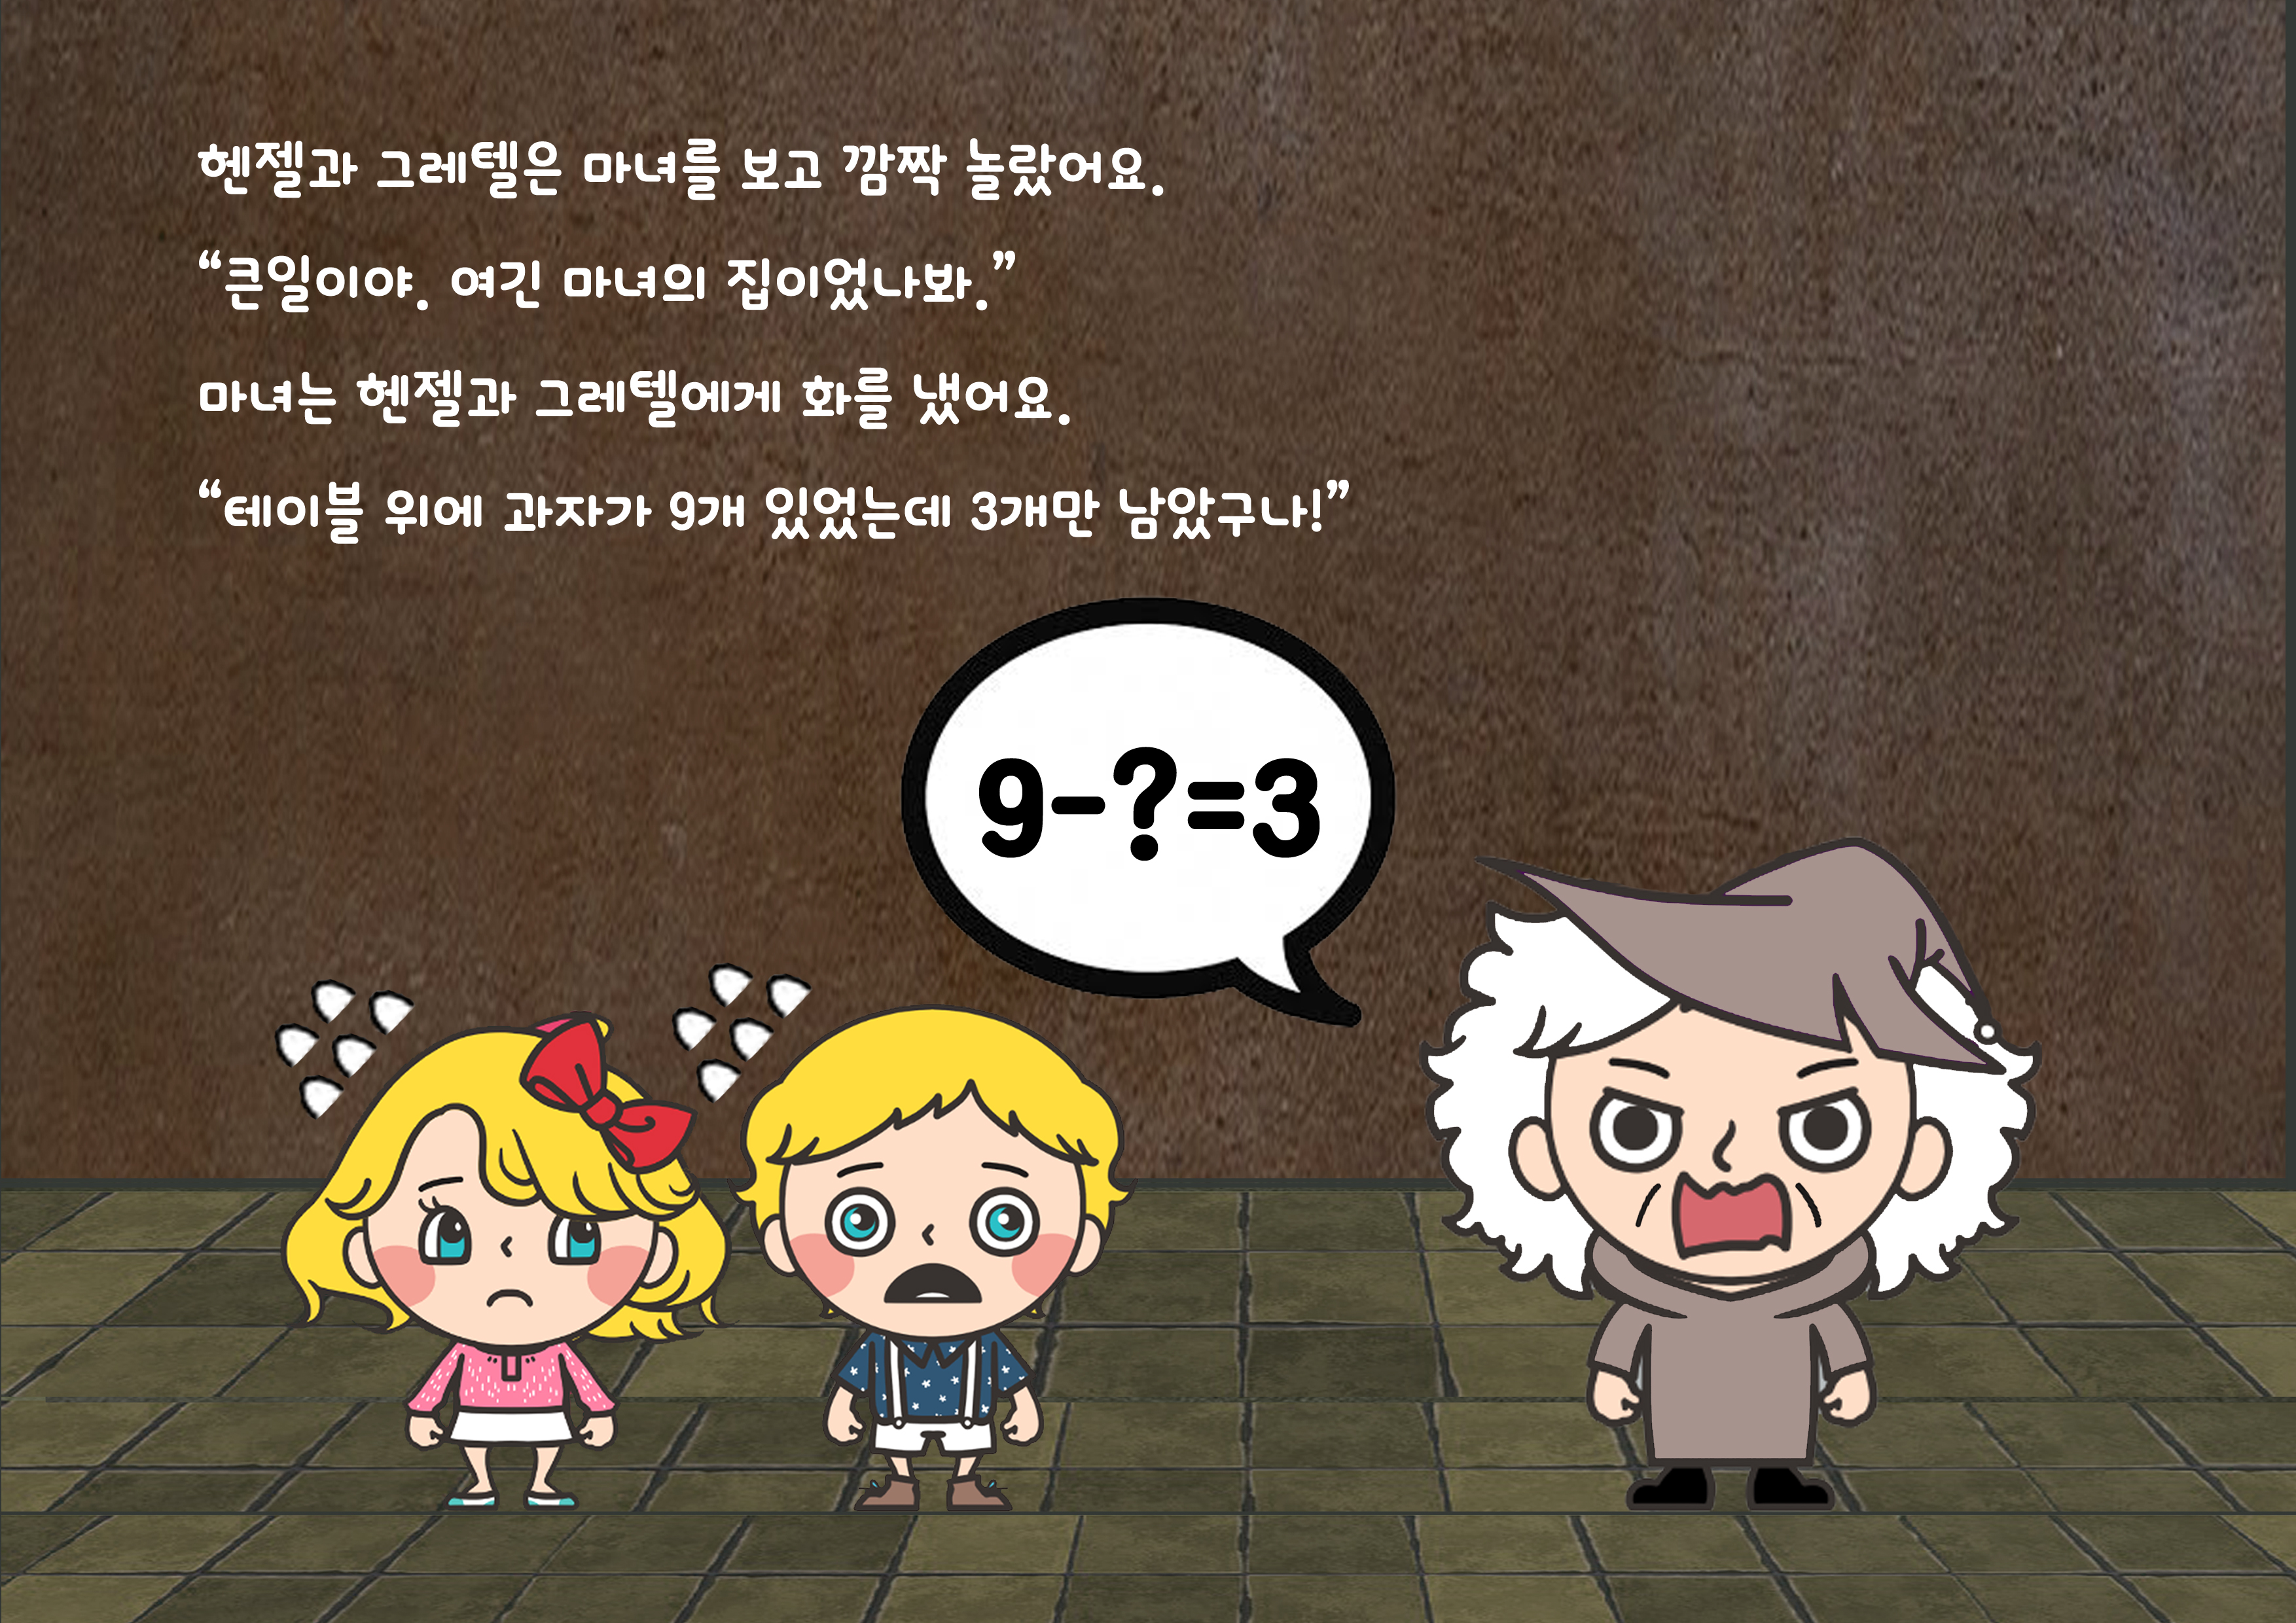 헨젤과 그레텔은 마녀를 보고 깜짝 놀랐어요.
“큰일이야. 여긴 마녀의 집이었나봐.”
마녀는 헨젤과 그레텔에게 화를 냈어요.
“테이블 위에 과자가 9개 있었는데 3개만 남았구나!”
9-?=3